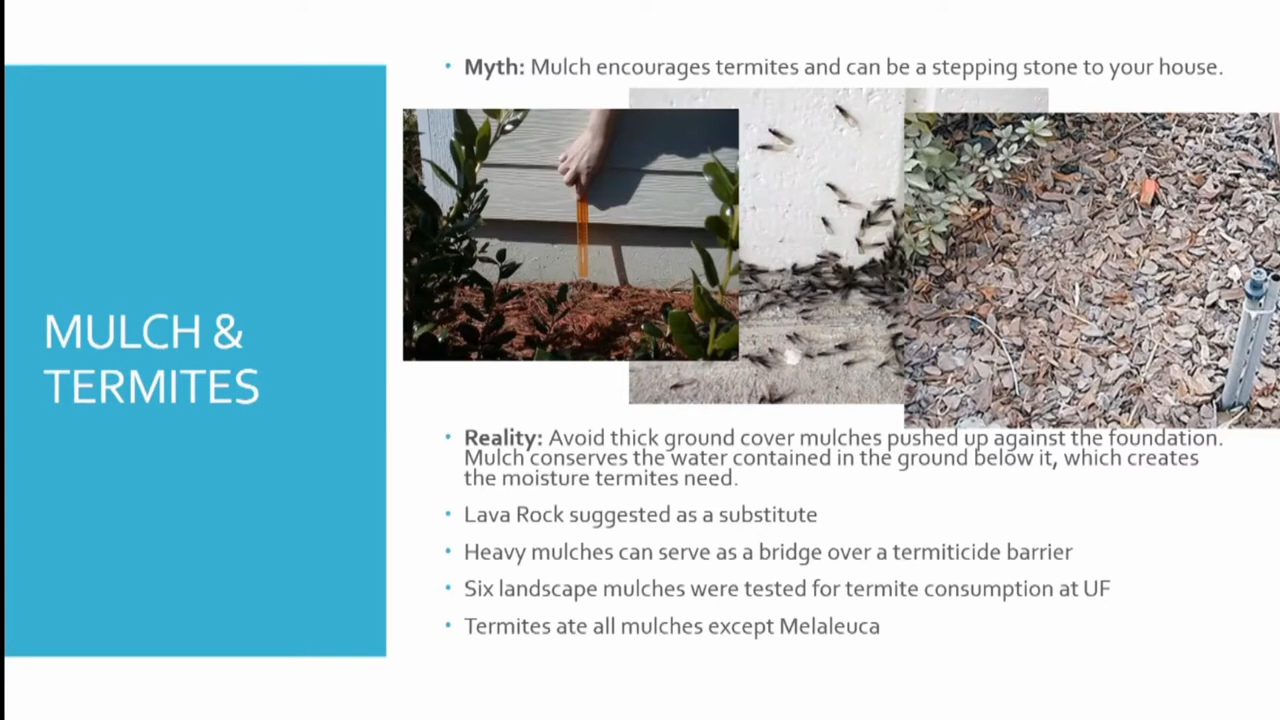 MULCH &
TERMITES
Myth: Mulch encourages termites and can be a stepping stone to your house.
Reality: Avoid thick ground cover mulches pushed up against the foundation.
Mulch conserves the water contained in the ground below it, which creates
the moisture termites need.
Lava Rock suggested as a substitute
Heavy mulches can serve as a bridge over a termiticide barrier
Six landscape mulches were tested for termite consumption at UF
Termites ate all mulches except Melaleuca